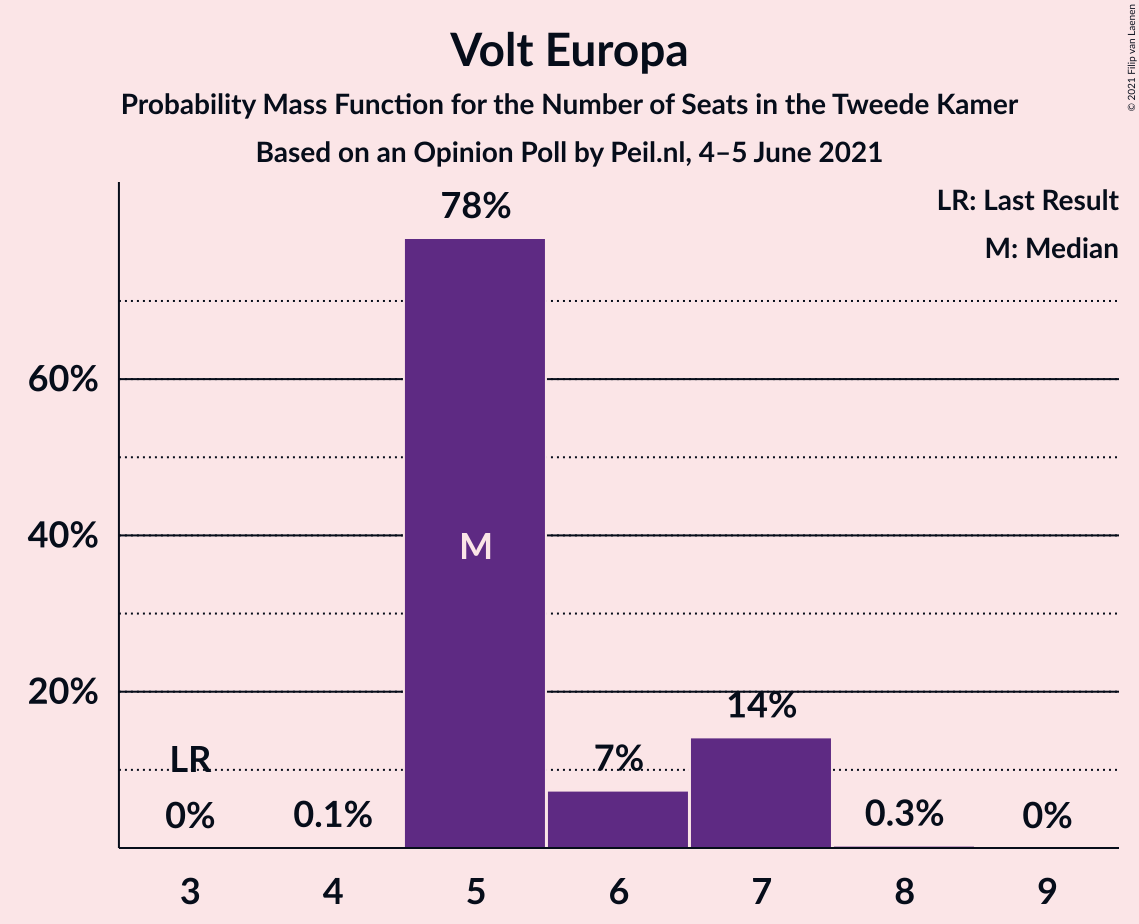 Volt Europa
Probability Mass Function for the Number of Seats in the Tweede Kamer
Based on an Opinion Poll by Peil.nl, 4–5 June 2021
© 2021 Filip van Laenen
LR: Last Result
M: Median
78%
60%
40%
M
20%
14%
LR
7%
0%
0.1%
0.3%
0%
3
4
5
6
7
8
9